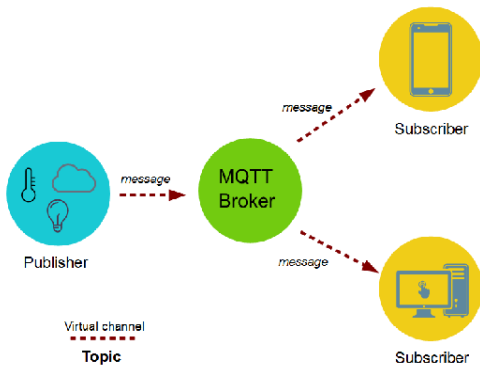 message
Subscriber
message
MQTT
Broker
Publisher
message
Virtual channel
Topic
Subscriber